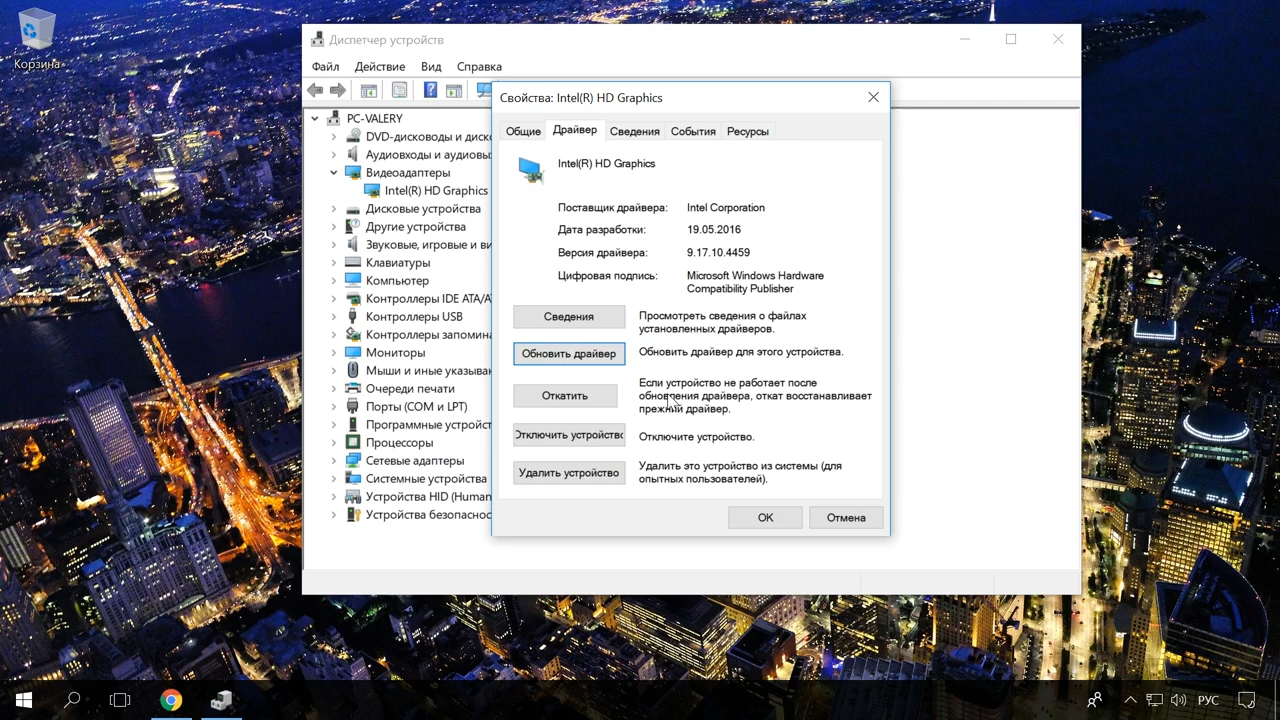 Корзина
Диспетчер устройств
Файл Действие Вид Справка
PC-VALERY
DVD-дисководы и диско
Аудиовходы и аудиовы
Видеоадаптеры
Intel(R) HD Graphics
Дисковые устройства
Другие устройства
Звуковые, игровые и ви
Клавиатуры
Компьютер
Контроллеры IDE ATA/AT
Контроллеры USB
Контроллеры запомина
Мониторы
Мыши и иные указыван
Очереди печати
Порты (COM и LPT)
Программные устройст
Процессоры
Сетевые адаптеры
Системные устройства
Устройства HID (Human
Устройства безопаснос
Свойства: Intel(R) HD Graphics
Общие Драйвер Сведения События Ресурсы
Intel(R) HD Graphics
Поставщик драйвера: Intel Corporation
Дата разработки: 19.05.2016
Версия драйвера: 9.17.10.4459
Цифровая подпись: Microsoft Windows Hardware
Compatibility Publisher
Сведения
Просмотреть сведения о файлах
установленных драйверов.
Обновить драйвер
Обновить драйвер для этого устройства.
Откатить
Если устройство не работает после
обновления драйвера, откат восстанавливает
прежний драйвер.
Отключить устройство
Отключите устройство.
Удалить устройство
Удалить это устройство из системы (для
опытных пользователей).
OK Отмена
РУС